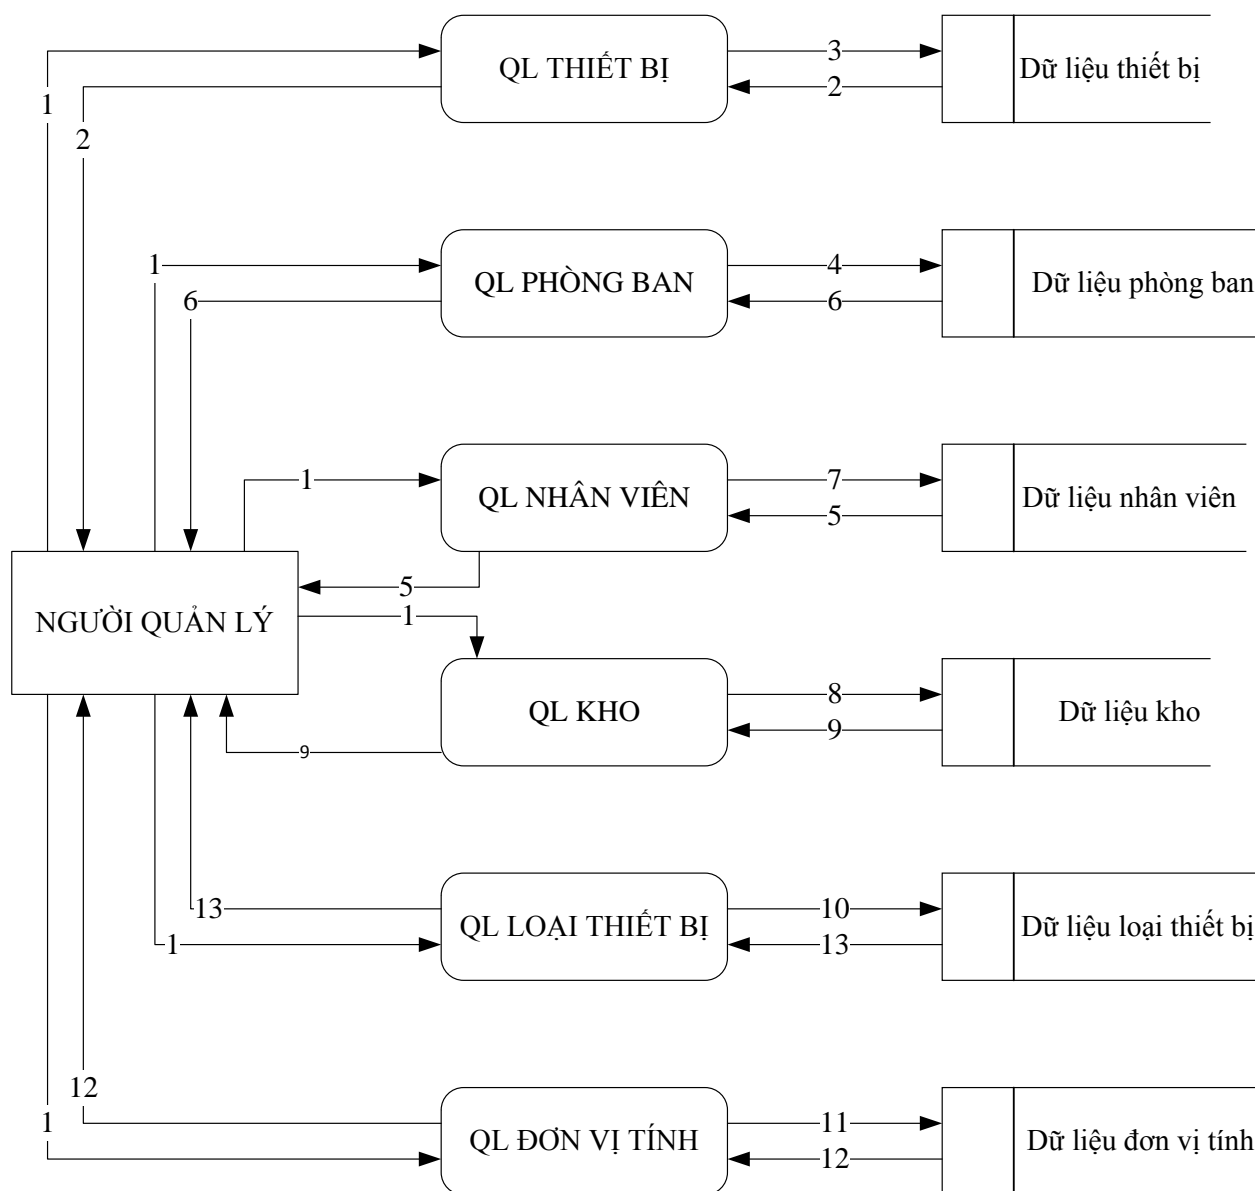 QL THIẾT BỊ
3
2
Dữ liệu thiết bị
1
2
QL PHÒNG BAN
1
6
4
6
Dữ liệu phòng ban
QL NHÂN VIÊN
1
7
5
Dữ liệu nhân viên
5
NGƯỜI QUẢN LÝ
1
QL KHO
8
9
Dữ liệu kho
9
QL LOẠI THIẾT BỊ
13
1
10
13
Dữ liệu loại thiết bị
12
1
QL ĐƠN VỊ TÍNH
11
12
Dữ liệu đơn vị tính